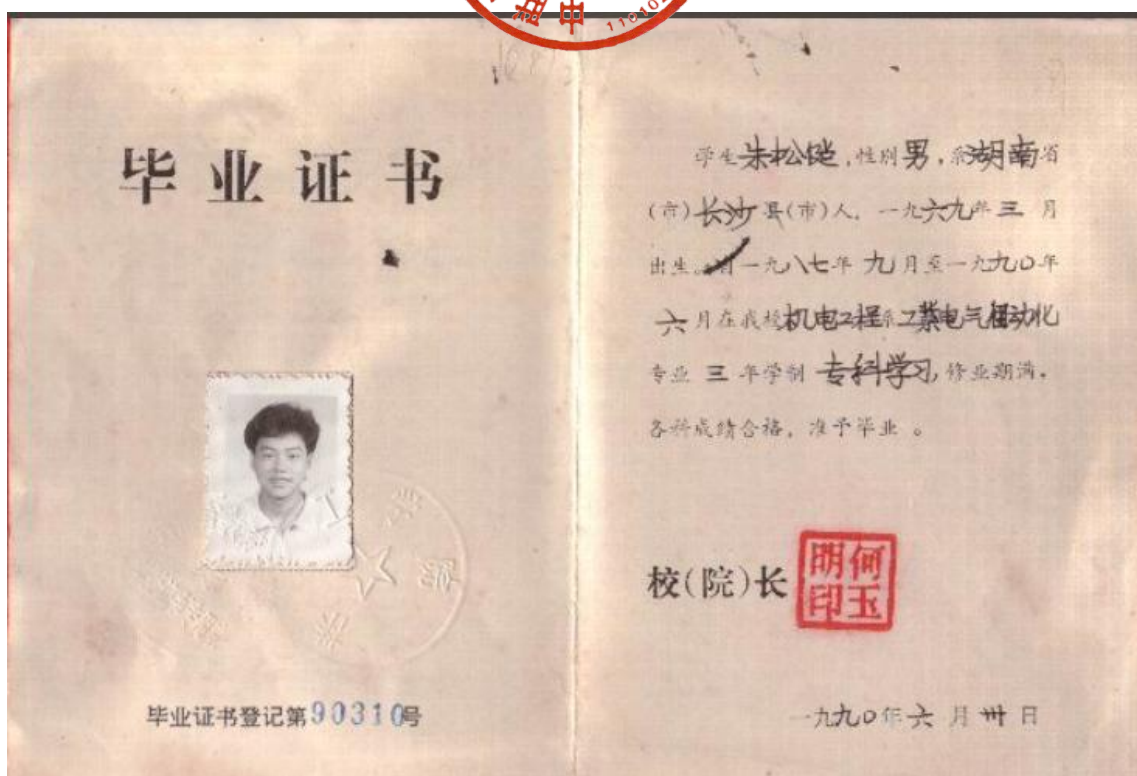 毕业证书
毕业证书登记第90310号
学生朱松 ,性别男,系湖南省
(市)长沙县(市)人,一九六九年三月
出生。自一九八七年九月至一九九〇年
六月在我校机电工程系工业电气自动化
专业三年学制专科学习,修业期满,
各科成绩合格,准予毕业。
校(院)长
何玉明印
一九九〇年六月卅日
110102